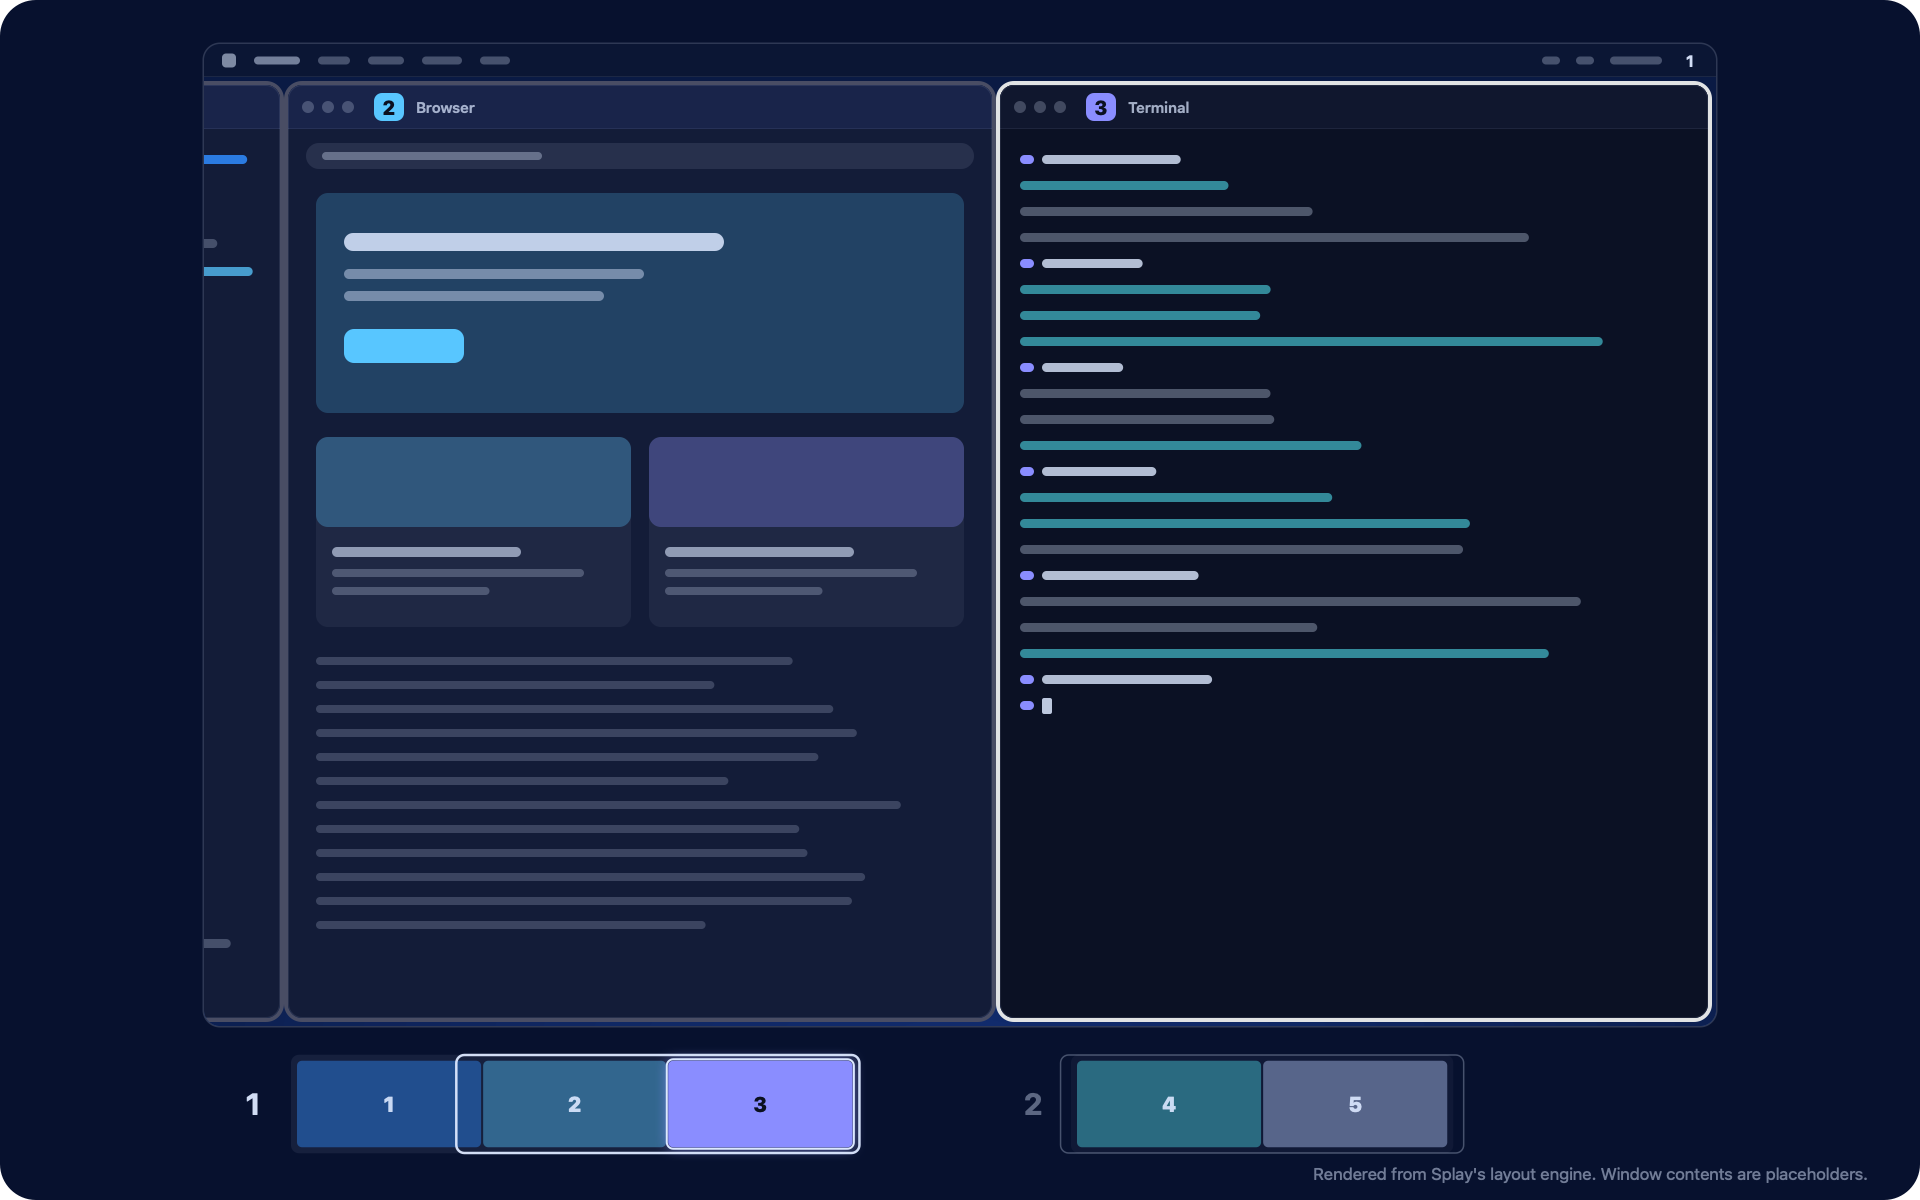 1
2 Browser
3 Terminal
1
1
2
3
2
4
5
Rendered from Splay's layout engine. Window contents are placeholders.